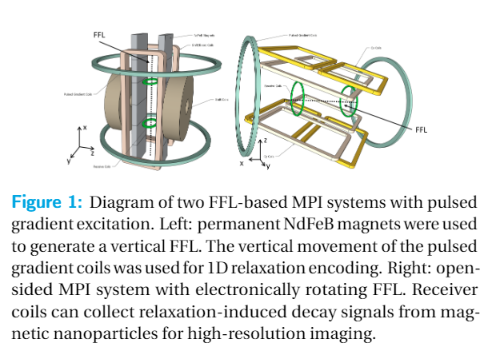 FFL
FFL
x
z
y
x
z
y
Figure 1: Diagram of two FFL-based MPI systems with pulsed
gradient excitation. Left: permanent NdFeB magnets were used
to generate a vertical FFL. The vertical movement of the pulsed
gradient coils was used for 1D relaxation encoding. Right: open-
sided MPI system with electronically rotating FFL. Receiver
coils can collect relaxation-induced decay signals from mag-
netic nanoparticles for high-resolution imaging.